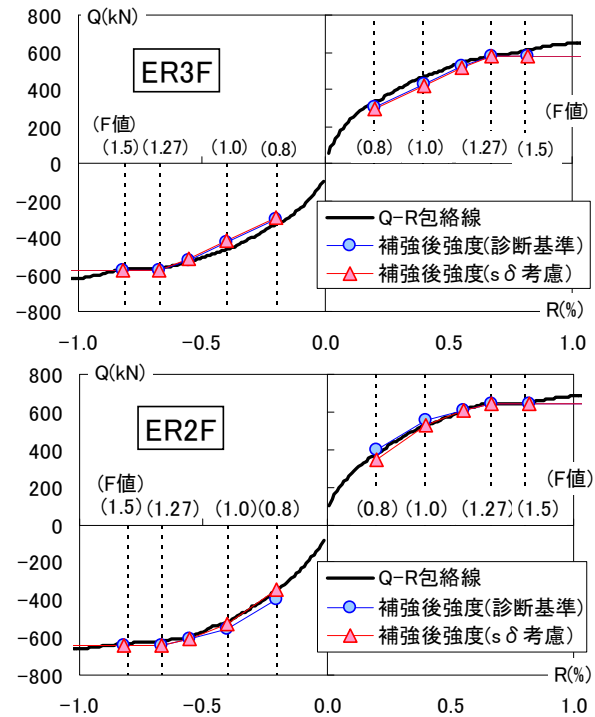 Q(kN)
800
600
400
200
0
−200
−400
−600
−800
ER3F
(F値)
(1.5) (1.27) (1.0) (0.8)
(0.8) (1.0) (1.27) (1.5)
(F値)
Q-R包絡線
補強後強度(診断基準)
補強後強度(sδ考慮)
R(%)
−1.0 −0.5 0.0 0.5 1.0
Q(kN)
800
600
400
200
0
−200
−400
−600
−800
ER2F
(F値)
(1.5) (1.27) (1.0) (0.8)
(0.8) (1.0) (1.27) (1.5)
(F値)
Q-R包絡線
補強後強度(診断基準)
補強後強度(sδ考慮)
R(%)
−1.0 −0.5 0.0 0.5 1.0